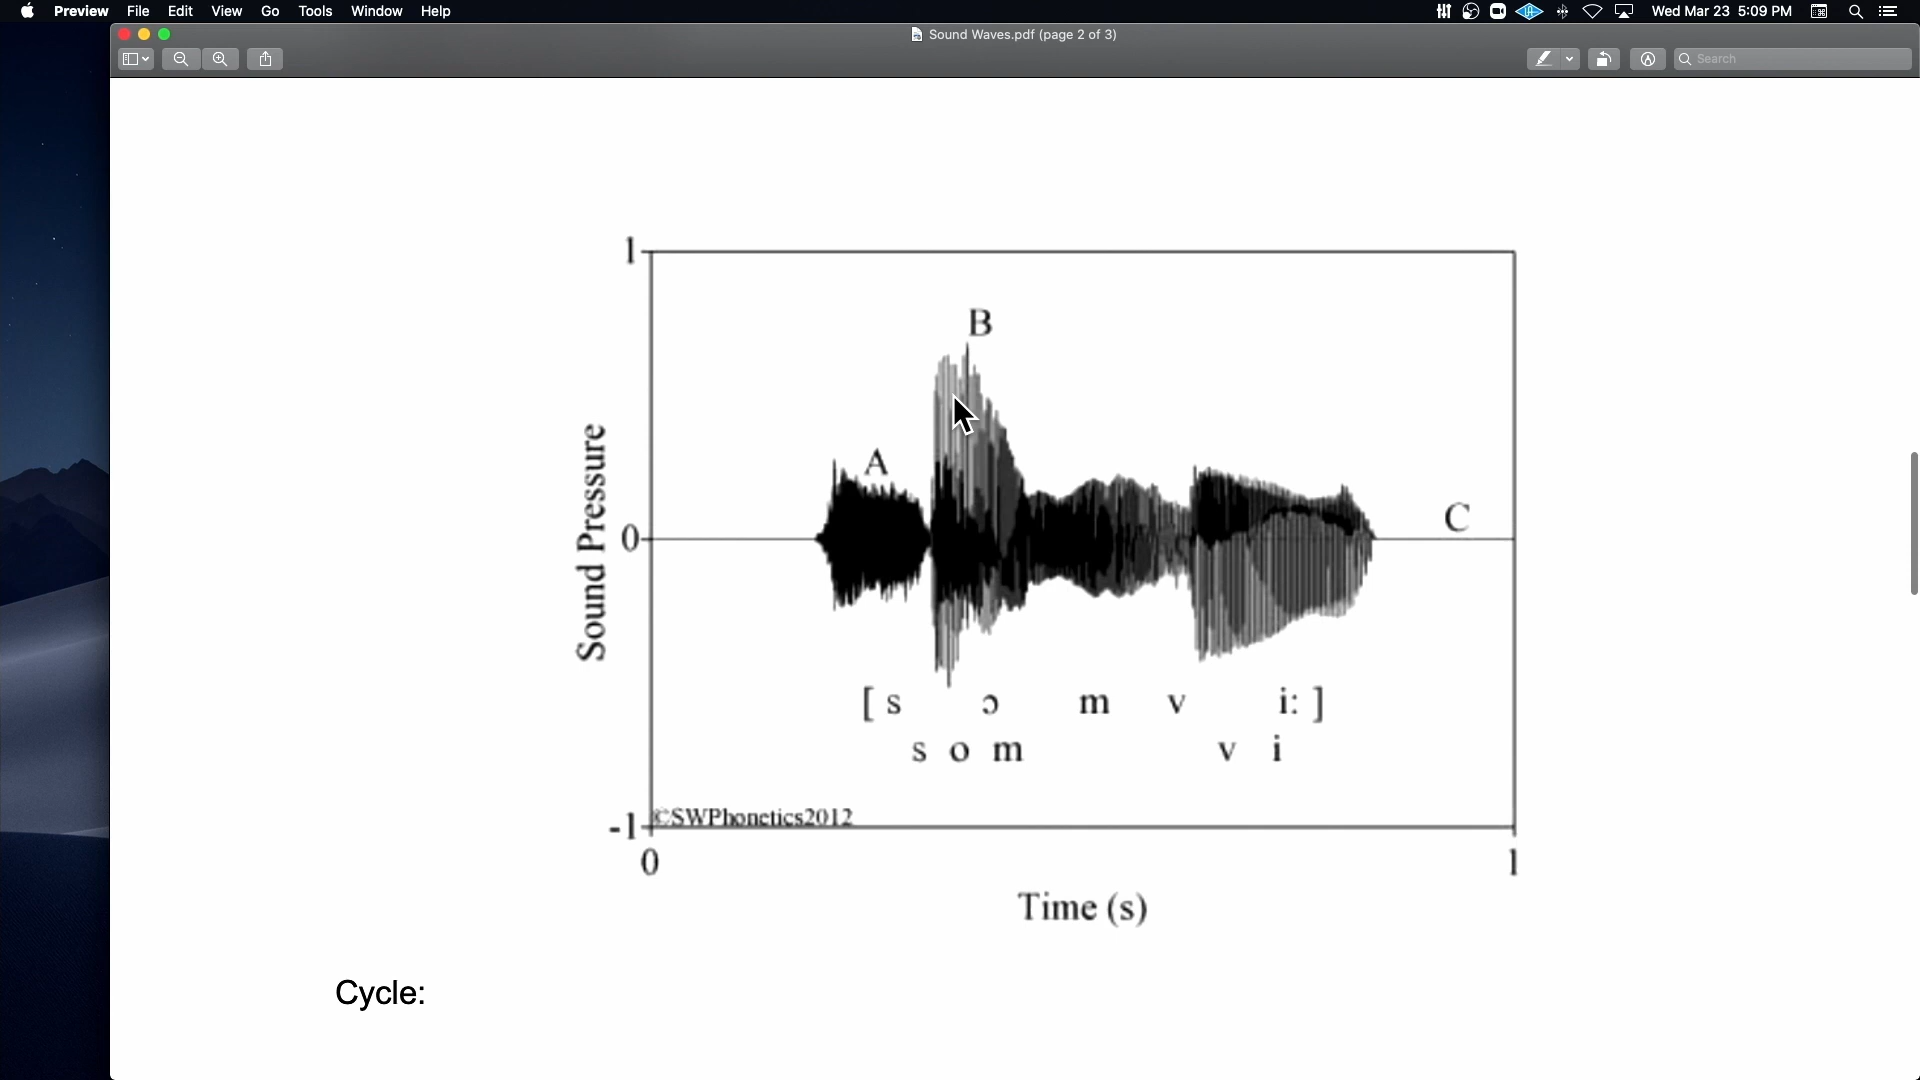 Preview File Edit View Go Tools Window Help
Wed Mar 23 5:09 PM
Sound Waves.pdf (page 2 of 3)
Search
1
B
A
Sound Pressure
0
C
[ s ɔ m v i: ]
s o m v i
©SWPhonetics2012
-1
0 1
Time (s)
Cycle: